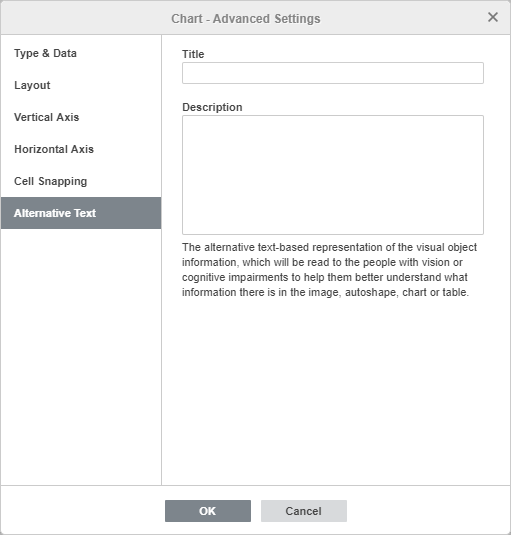 Chart - Advanced Settings
Type & Data
Layout
Vertical Axis
Horizontal Axis
Cell Snapping
Alternative Text
Title
Description
The alternative text-based representation of the visual object
information, which will be read to the people with vision or
cognitive impairments to help them better understand what
information there is in the image, autoshape, chart or table.
OK
Cancel